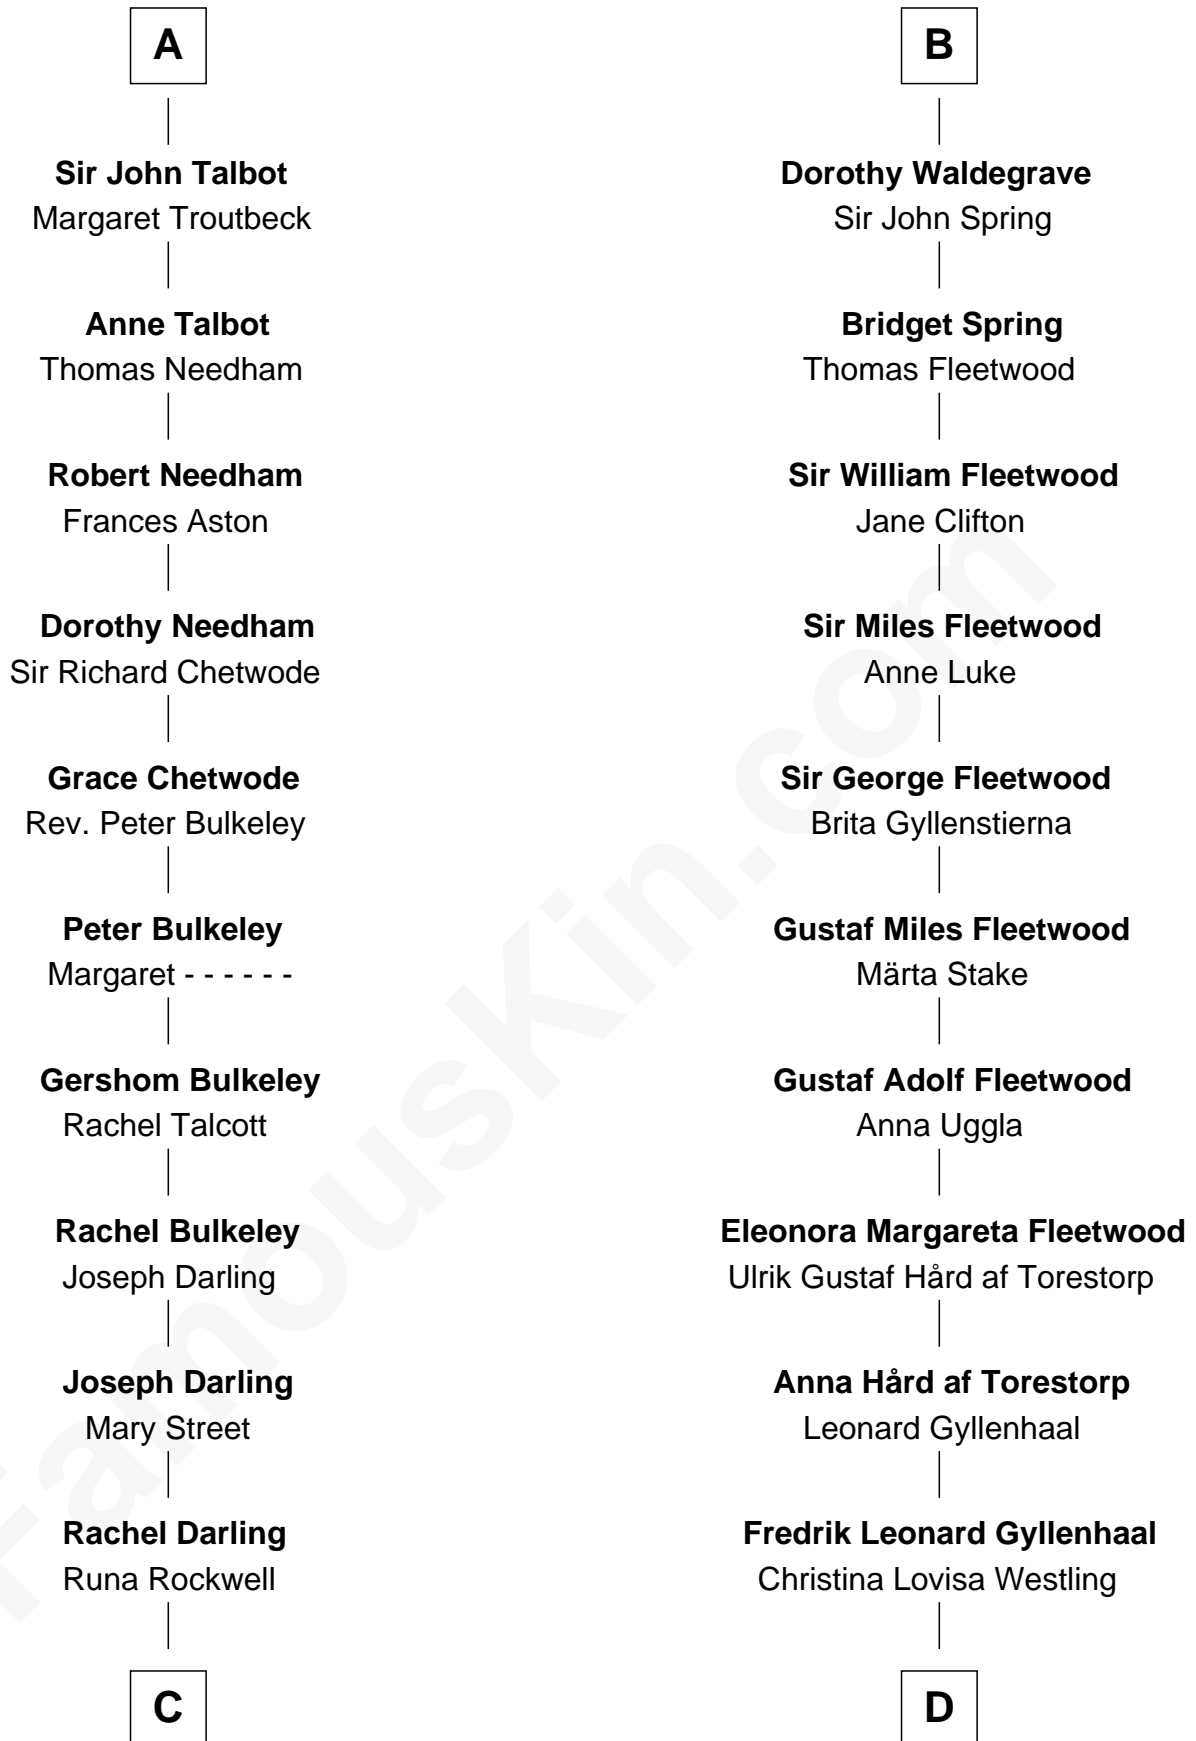 A
Sir John Talbot
Margaret Troutbeck
Anne Talbot
Thomas Needham
Robert Needham
Frances Aston
Dorothy Needham
Sir Richard Chetwode
Grace Chetwode
Rev. Peter Bulkeley
Peter Bulkeley
Margaret - - - - - -
Gershom Bulkeley
Rachel Talcott
Rachel Bulkeley
Joseph Darling
Joseph Darling
Mary Street
Rachel Darling
Runa Rockwell
C
B
Dorothy Waldegrave
Sir John Spring
Bridget Spring
Thomas Fleetwood
Sir William Fleetwood
Jane Clifton
Sir Miles Fleetwood
Anne Luke
Sir George Fleetwood
Brita Gyllenstierna
Gustaf Miles Fleetwood
Märta Stake
Gustaf Adolf Fleetwood
Anna Uggla
Eleonora Margareta Fleetwood
Ulrik Gustaf Hård af Torestorp
Anna Hård af Torestorp
Leonard Gyllenhaal
Fredrik Leonard Gyllenhaal
Christina Lovisa Westling
D
FamousKin.com